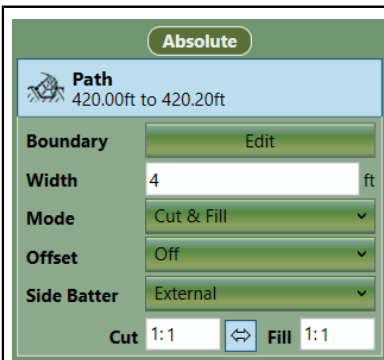 Absolute
Path
420.00ft to 420.20ft
Boundary Edit
Width 4 ft
Mode Cut & Fill
Offset Off
Side Batter External
Cut 1:1 ⇔ Fill 1:1